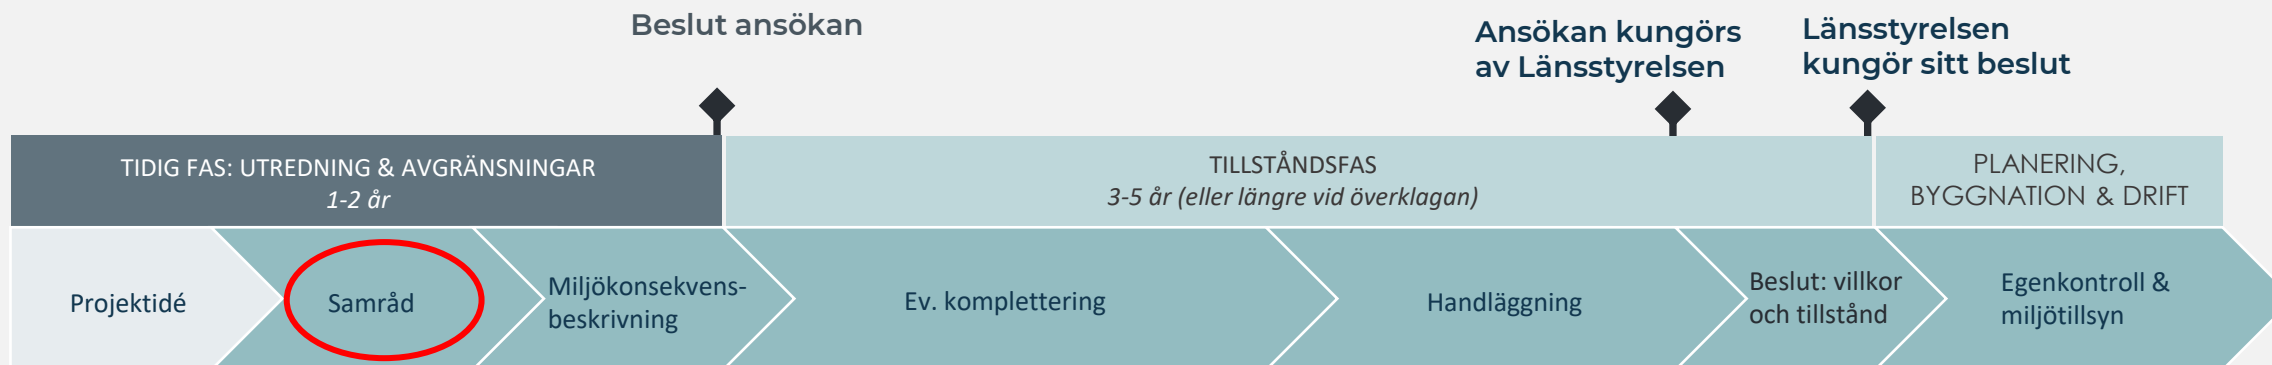 Beslut ansökan
Ansökan kungörs
av Länsstyrelsen
Länsstyrelsen
kungör sitt beslut
TIDIG FAS: UTREDNING & AVGRÄNSNINGAR
1-2 år
TILLSTÅNDSFAS
3-5 år (eller längre vid överklagan)
PLANERING,
BYGGNATION & DRIFT
Projektidé
Samråd
Miljökonsekvens-
beskrivning
Ev. komplettering
Handläggning
Beslut: villkor
och tillstånd
Egenkontroll &
miljötillsyn